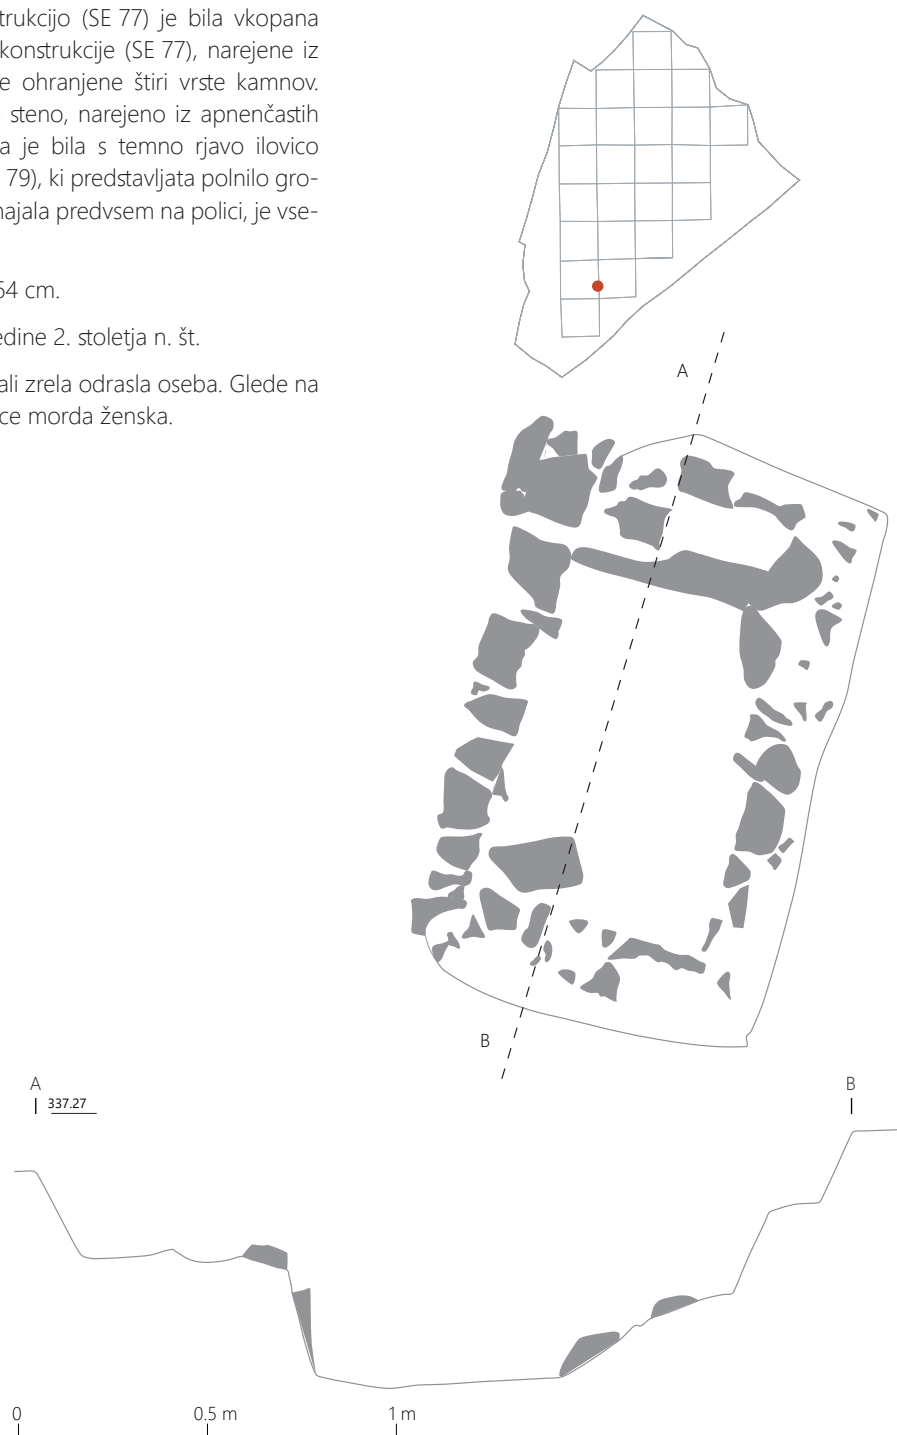 trukcijo (SE 77) je bila vkopana
konstrukcije (SE 77), narejene iz
e ohranjene štiri vrste kamnov.
steno, narejeno iz apnenčastih
a je bila s temno rjavo ilovico
79), ki predstavljata polnilo gro-
najala predvsem na polici, je vse-
64 cm.
edine 2. stoletja n. št.
ali zrela odrasla oseba. Glede na
ce morda ženska.
A
B
A
B
337.27
0
0.5 m
1 m